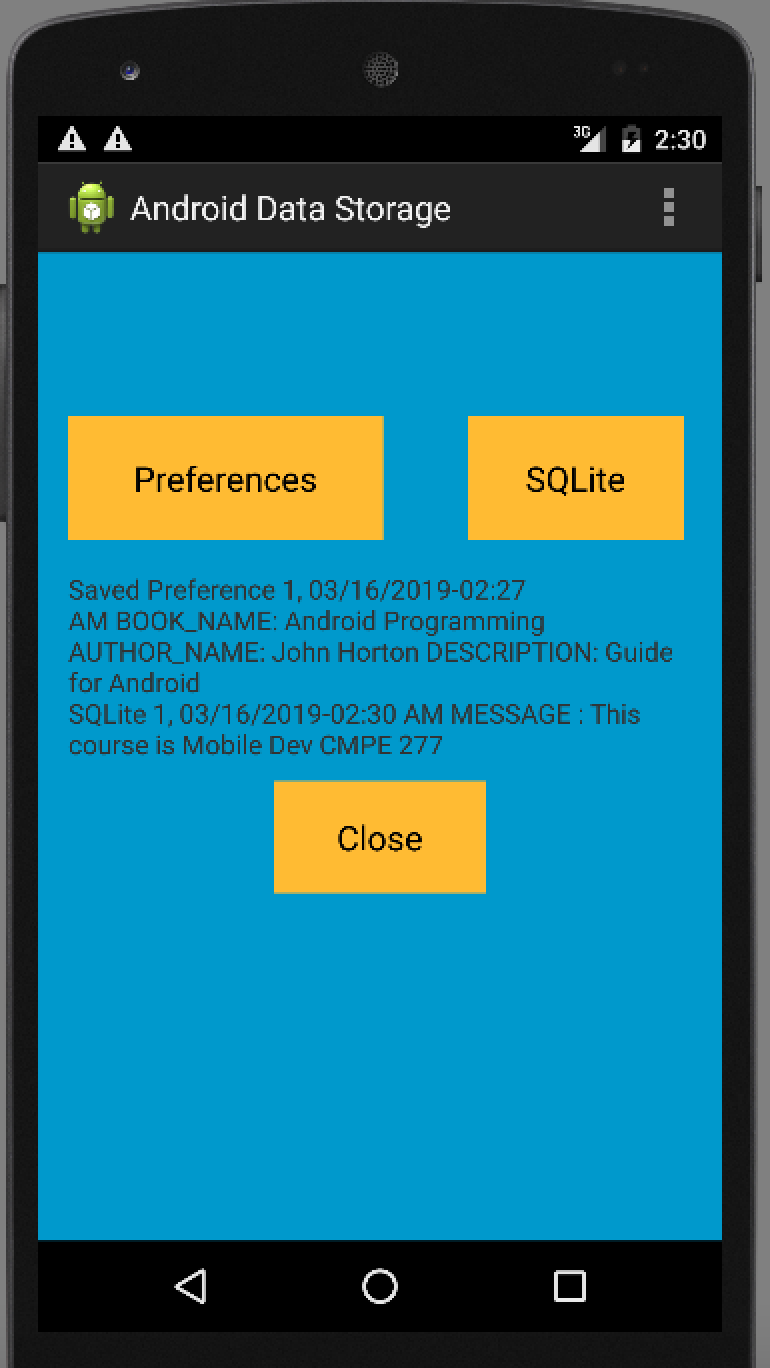 3G 2:30
Android Data Storage
Preferences SQLite
Saved Preference 1, 03/16/2019-02:27
AM BOOK_NAME: Android Programming
AUTHOR_NAME: John Horton DESCRIPTION: Guide
for Android
SQLite 1, 03/16/2019-02:30 AM MESSAGE : This
course is Mobile Dev CMPE 277
Close